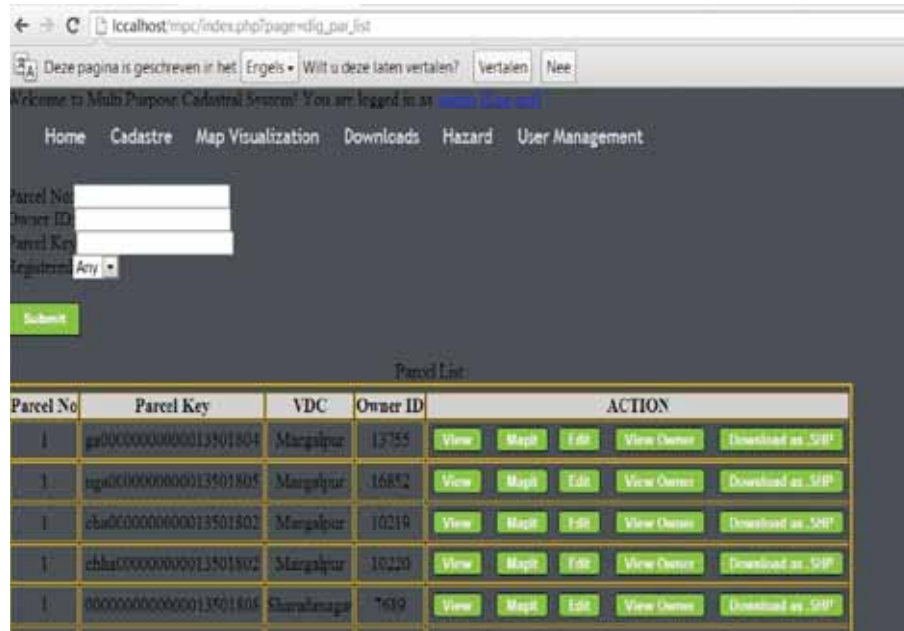 localhost/mpc/index.php?page=dig_par_list
Deze pagina is geschreven in het Engels Wilt u deze laten vertalen? Vertalen Nee
Welcome to Multi Purpose Cadastral System! You are logged in as
Home Cadastre Map Visualization Downloads Hazard User Management
Parcel No:
Owner ID:
Parcel Key
Registered Any
Submit
Parcel List
Parcel No Parcel Key VDC Owner ID ACTION
1 Mangalpur 13755 View MapIt Edit View Owner Download as .SHP
1 Mangalpur 16852 View MapIt Edit View Owner Download as .SHP
1 Mangalpur 10219 View MapIt Edit View Owner Download as .SHP
1 Mangalpur 10220 View MapIt Edit View Owner Download as .SHP
1 Sharadanagar 7689 View MapIt Edit View Owner Download as .SHP